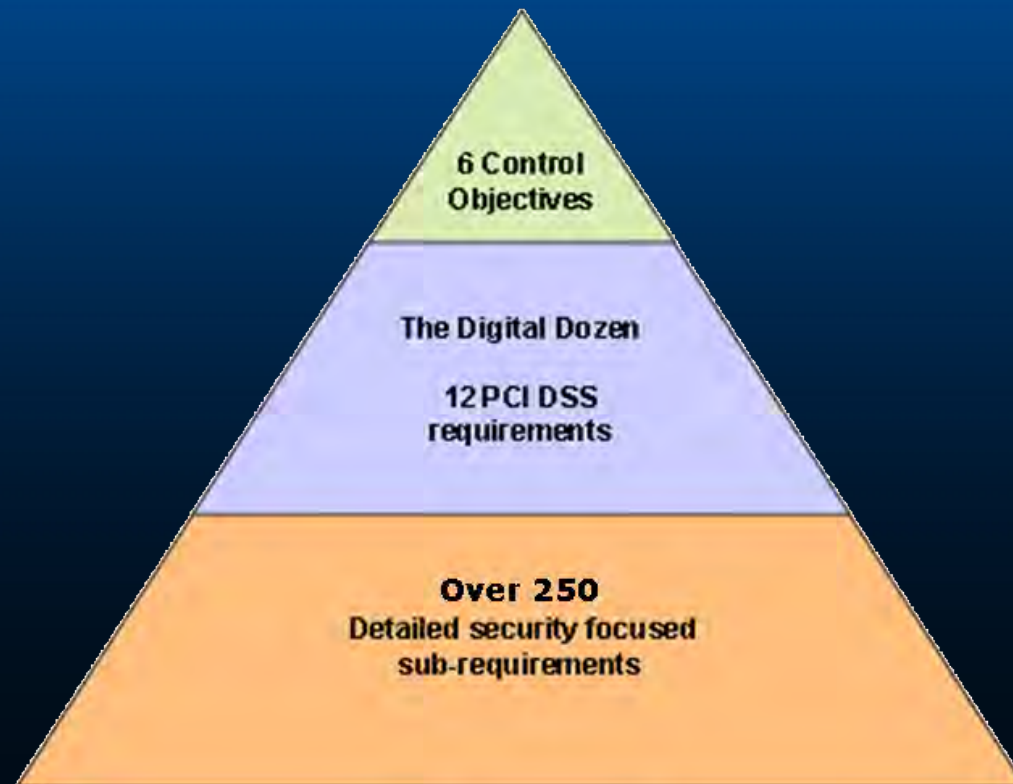 6 Control
Objectives
The Digital Dozen
12 PCI DSS
requirements
Over 250
Detailed security focused
sub-requirements